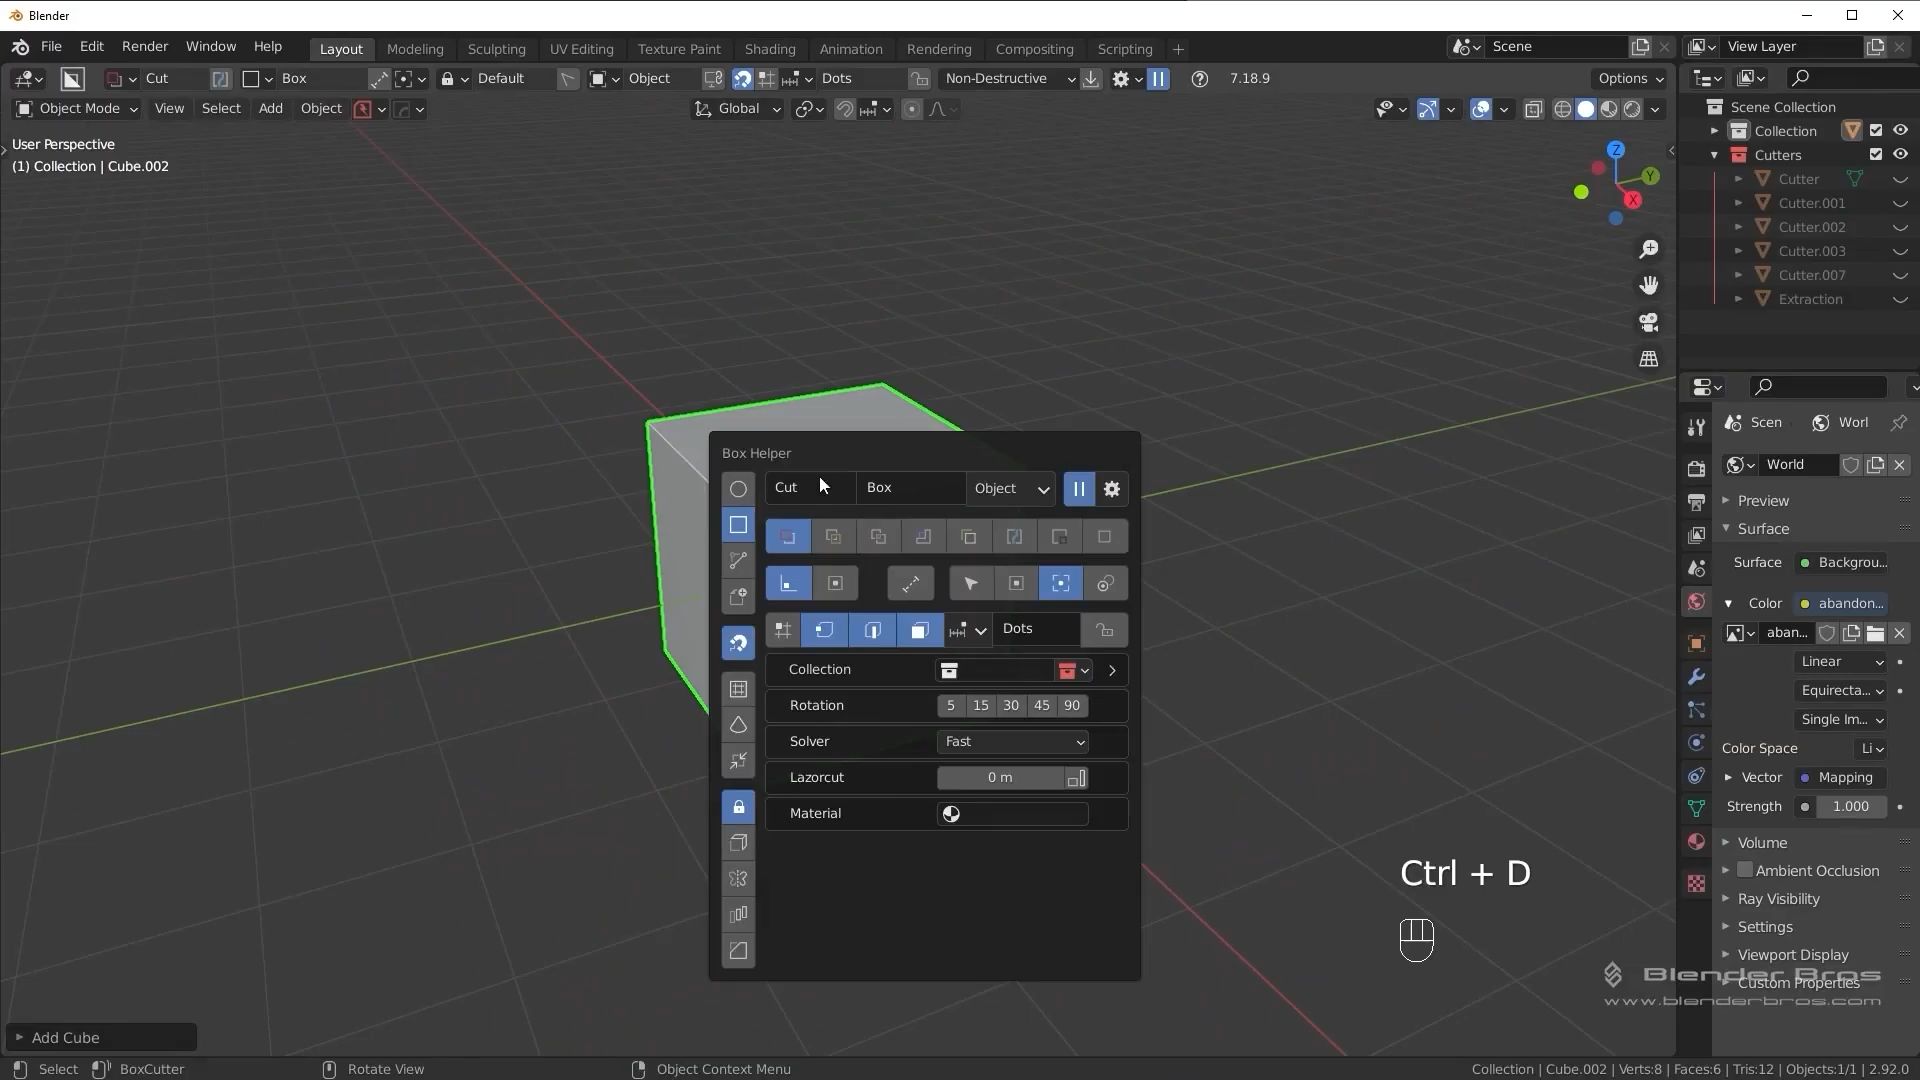 Blender
File Edit Render Window Help Layout Modeling Sculpting UV Editing Texture Paint Shading Animation Rendering Compositing Scripting + Scene View Layer
Cut Box Default Object Dots Non-Destructive 7.18.9 Options
Object Mode View Select Add Object Global
User Perspective
(1) Collection | Cube.002
Z
Y
X
Scene Collection
Collection
Cutters
Cutter
Cutter.001
Cutter.002
Cutter.003
Cutter.007
Extraction
Box Helper
Cut Box Object
Dots
Collection
Rotation 5 15 30 45 90
Solver Fast
Lazorcut 0 m
Material
Scen Worl
World
Preview
Surface
Surface Backgrou...
Color abandon...
aban...
Linear
Equirecta...
Single Im...
Color Space Li
Vector Mapping
Strength 1.000
Volume
Ambient Occlusion
Ray Visibility
Settings
Viewport Display
Custom Properties
Ctrl + D
Blender Bros
www.blenderbros.com
Add Cube
Select BoxCutter Rotate View Object Context Menu Collection | Cube.002 | Verts:8 | Faces:6 | Tris:12 | Objects:1/1 | 2.92.0